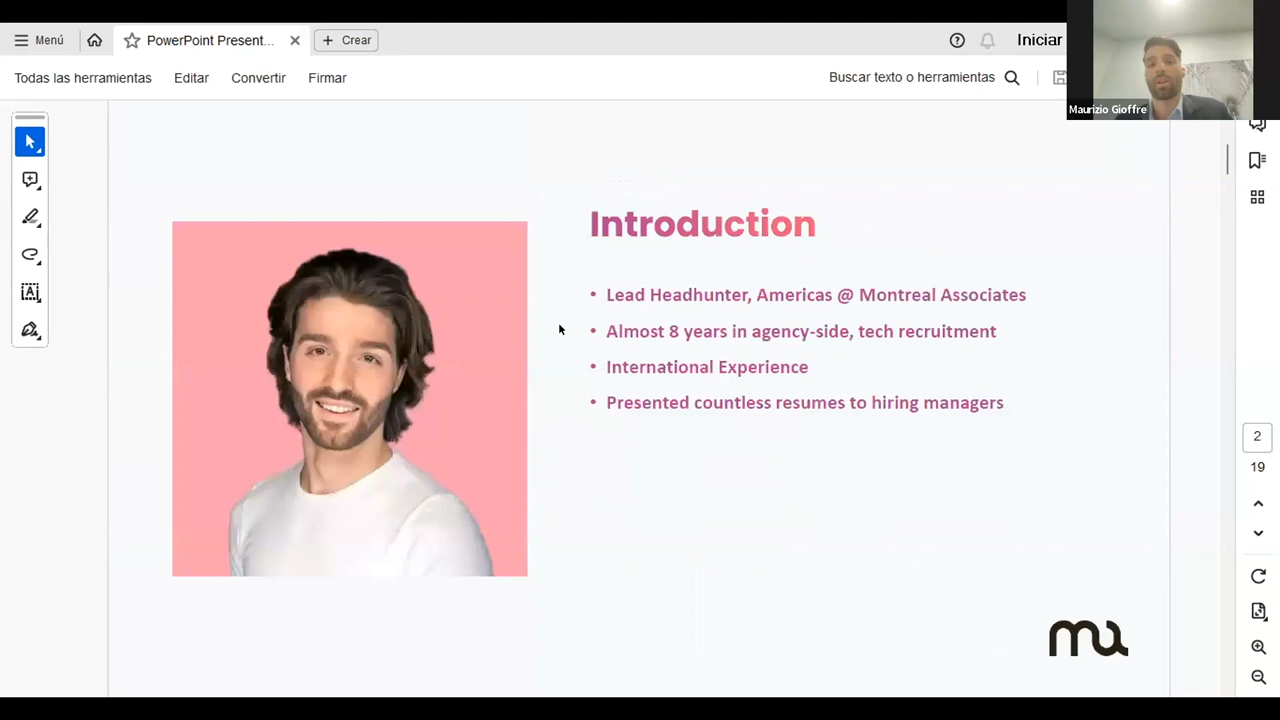 Menú
PowerPoint Present...
Crear
Iniciar
Todas las herramientas
Editar
Convertir
Firmar
Buscar texto o herramientas
Maurizio Gioffre
Introduction
• Lead Headhunter, Americas @ Montreal Associates
• Almost 8 years in agency-side, tech recruitment
• International Experience
• Presented countless resumes to hiring managers
2
19
ma